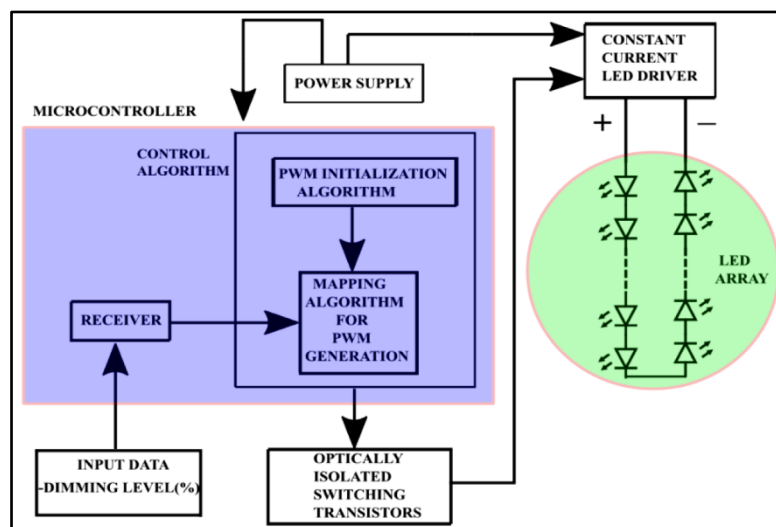 CONSTANT
CURRENT
LED DRIVER
POWER SUPPLY
MICROCONTROLLER
+
–
CONTROL
ALGORITHM
PWM INITIALIZATION
ALGORITHM
LED
ARRAY
MAPPING
ALGORITHM
FOR
PWM
GENERATION
RECEIVER
INPUT DATA
-DIMMING LEVEL(%)
OPTICALLY
ISOLATED
SWITCHING
TRANSISTORS